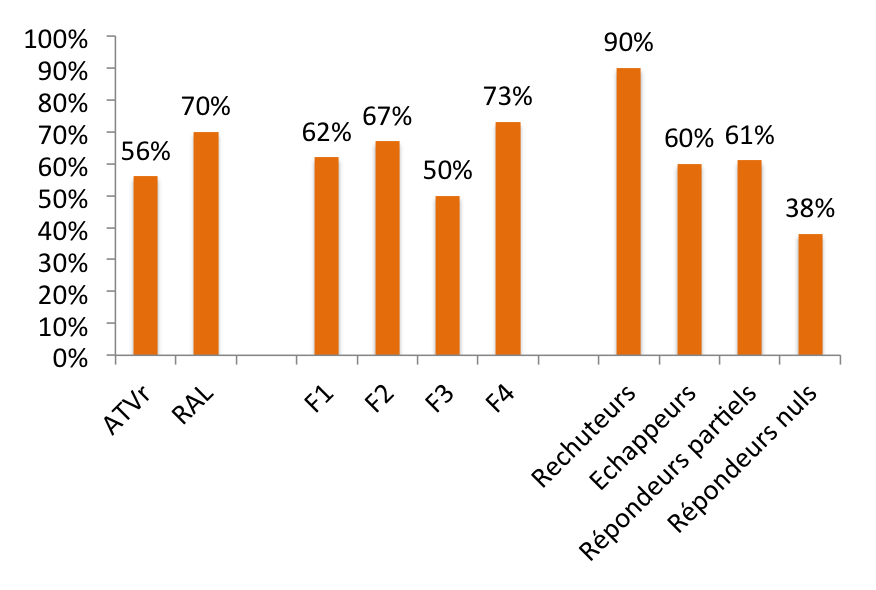 100%
90%
80%
70%
60%
50%
40%
30%
20%
10%
0%
56%
70%
62%
67%
50%
73%
90%
60%
61%
38%
ATVr
RAL
F1
F2
F3
F4
Rechuteurs
Echappeurs
Répondeurs partiels
Répondeurs nuls